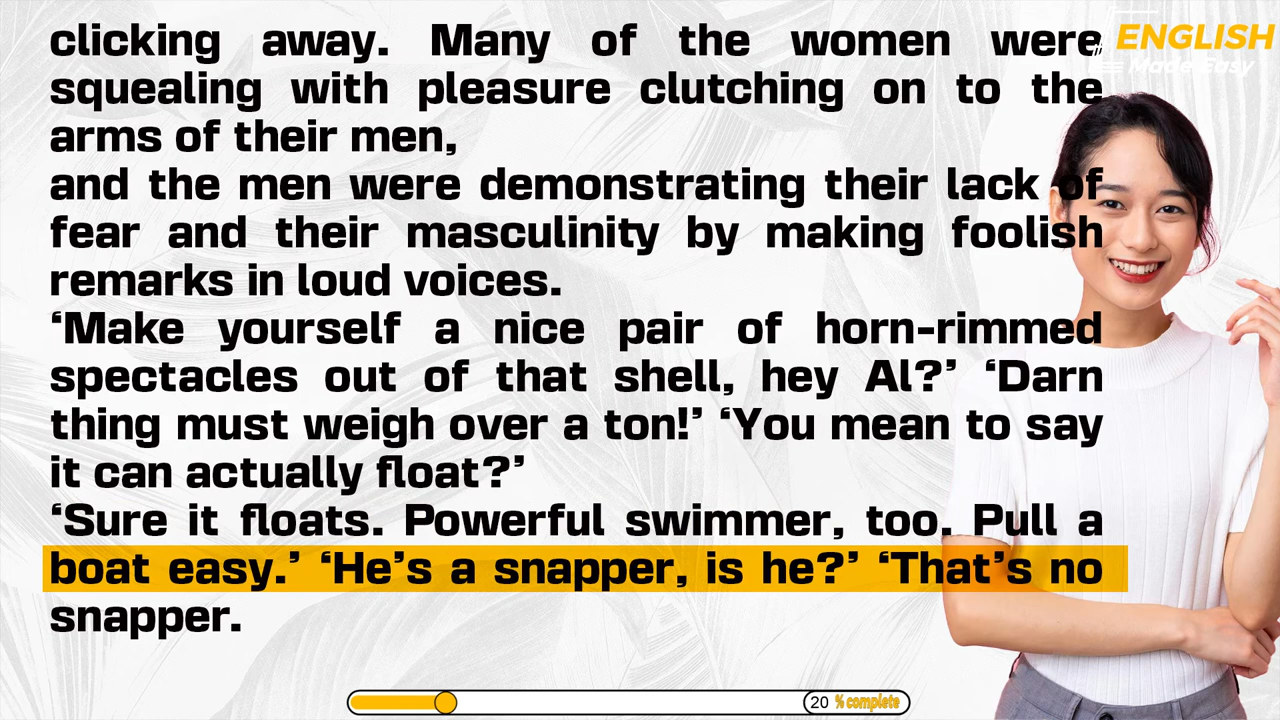 clicking away. Many of the women were
squealing with pleasure clutching on to the
arms of their men,
and the men were demonstrating their lack of
fear and their masculinity by making foolish
remarks in loud voices.
‘Make yourself a nice pair of horn-rimmed
spectacles out of that shell, hey Al?’ ‘Darn
thing must weigh over a ton!’ ‘You mean to say
it can actually float?’
‘Sure it floats. Powerful swimmer, too. Pull a
boat easy.’ ‘He’s a snapper, is he?’ ‘That’s no
snapper.
ENGLISH
Made Easy
20 % complete